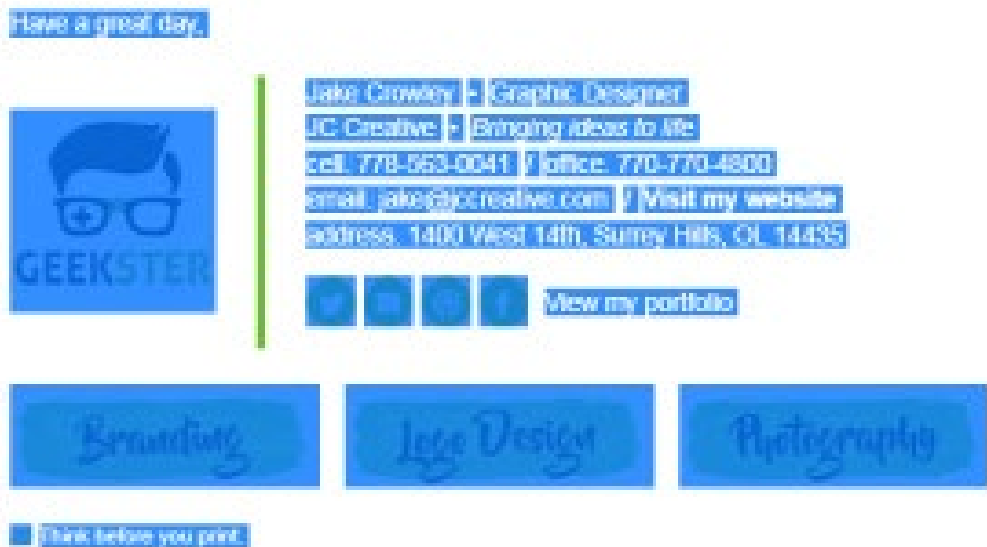 Have a great day,
Jake Crowley • Graphic Designer
JC Creative • Bringing ideas to life
cell. 770-553-0041 / office. 770-770-4800
email. jake@jccreative.com / Visit my website
address. 1400 West 14th, Surrey Hills, OL 14435
GEEKSTER
View my portfolio
Branding
Logo Design
Photography
Think before you print.